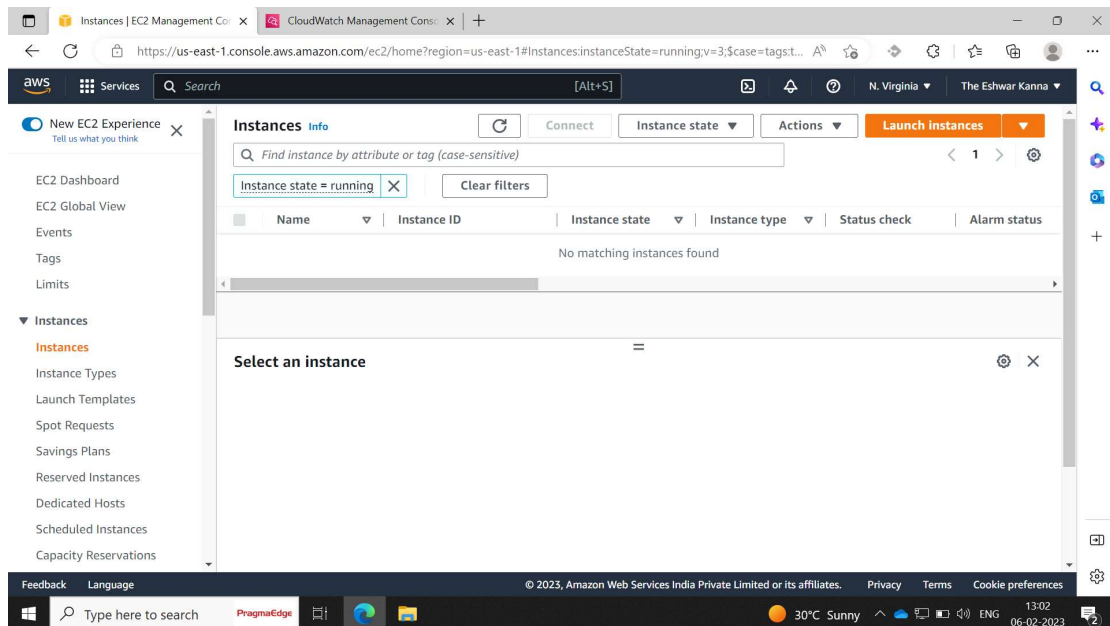 Instances | EC2 Management Con
CloudWatch Management Conso
https://us-east-1.console.aws.amazon.com/ec2/home?region=us-east-1#Instances:instanceState=running;v=3;$case=tags:t...
aws Services Search [Alt+S] N. Virginia ▼ The Eshwar Kanna ▼
New EC2 Experience
Tell us what you think
EC2 Dashboard
EC2 Global View
Events
Tags
Limits
Instances
Instances
Instance Types
Launch Templates
Spot Requests
Savings Plans
Reserved Instances
Dedicated Hosts
Scheduled Instances
Capacity Reservations
Instances Info Connect Instance state ▼ Actions ▼ Launch instances ▼
Find instance by attribute or tag (case-sensitive) < 1 >
Instance state = running Clear filters
Name Instance ID Instance state Instance type Status check Alarm status
No matching instances found
Select an instance
Feedback Language © 2023, Amazon Web Services India Private Limited or its affiliates. Privacy Terms Cookie preferences
Type here to search PragmaEdge 30°C Sunny ENG 13:02
06-02-2023 2